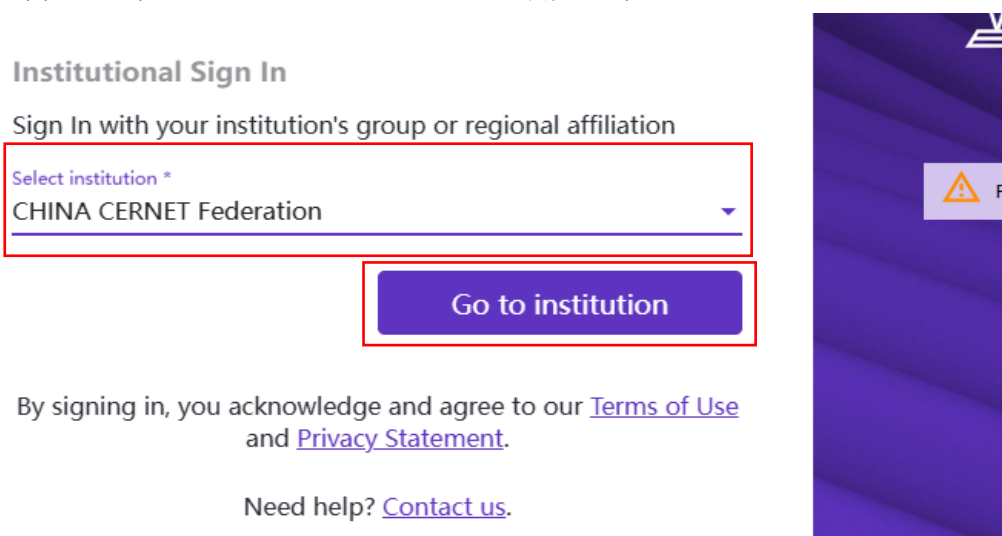 Institutional Sign In
Sign In with your institution's group or regional affiliation
Select institution *
CHINA CERNET Federation
Go to institution
By signing in, you acknowledge and agree to our Terms of Use
and Privacy Statement.
Need help? Contact us.